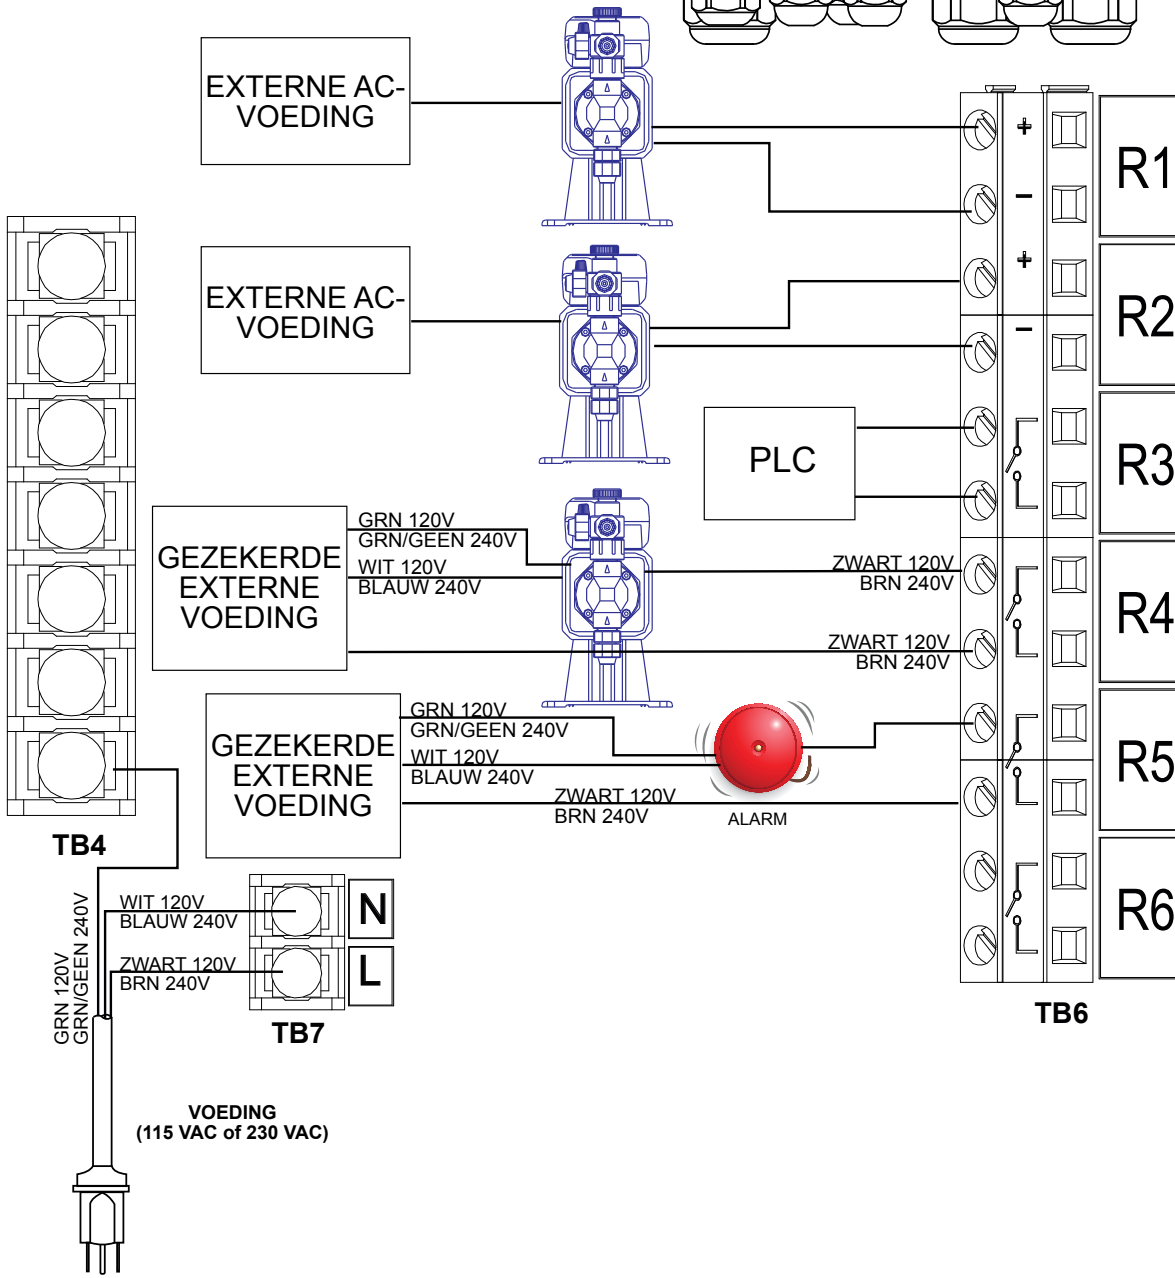 EXTERNE AC-
VOEDING
+
R1
−
EXTERNE AC-
VOEDING
+
R2
−
PLC
R3
GEZEKERDE
EXTERNE
VOEDING
GRN 120V
GRN/GEEN 240V
WIT 120V
BLAUW 240V
ZWART 120V
BRN 240V
R4
ZWART 120V
BRN 240V
GEZEKERDE
EXTERNE
VOEDING
GRN 120V
GRN/GEEN 240V
WIT 120V
BLAUW 240V
ZWART 120V
BRN 240V
ALARM
R5
R6
TB4
WIT 120V
BLAUW 240V
N
ZWART 120V
BRN 240V
L
GRN 120V
GRN/GEEN 240V
TB7
TB6
VOEDING
(115 VAC of 230 VAC)